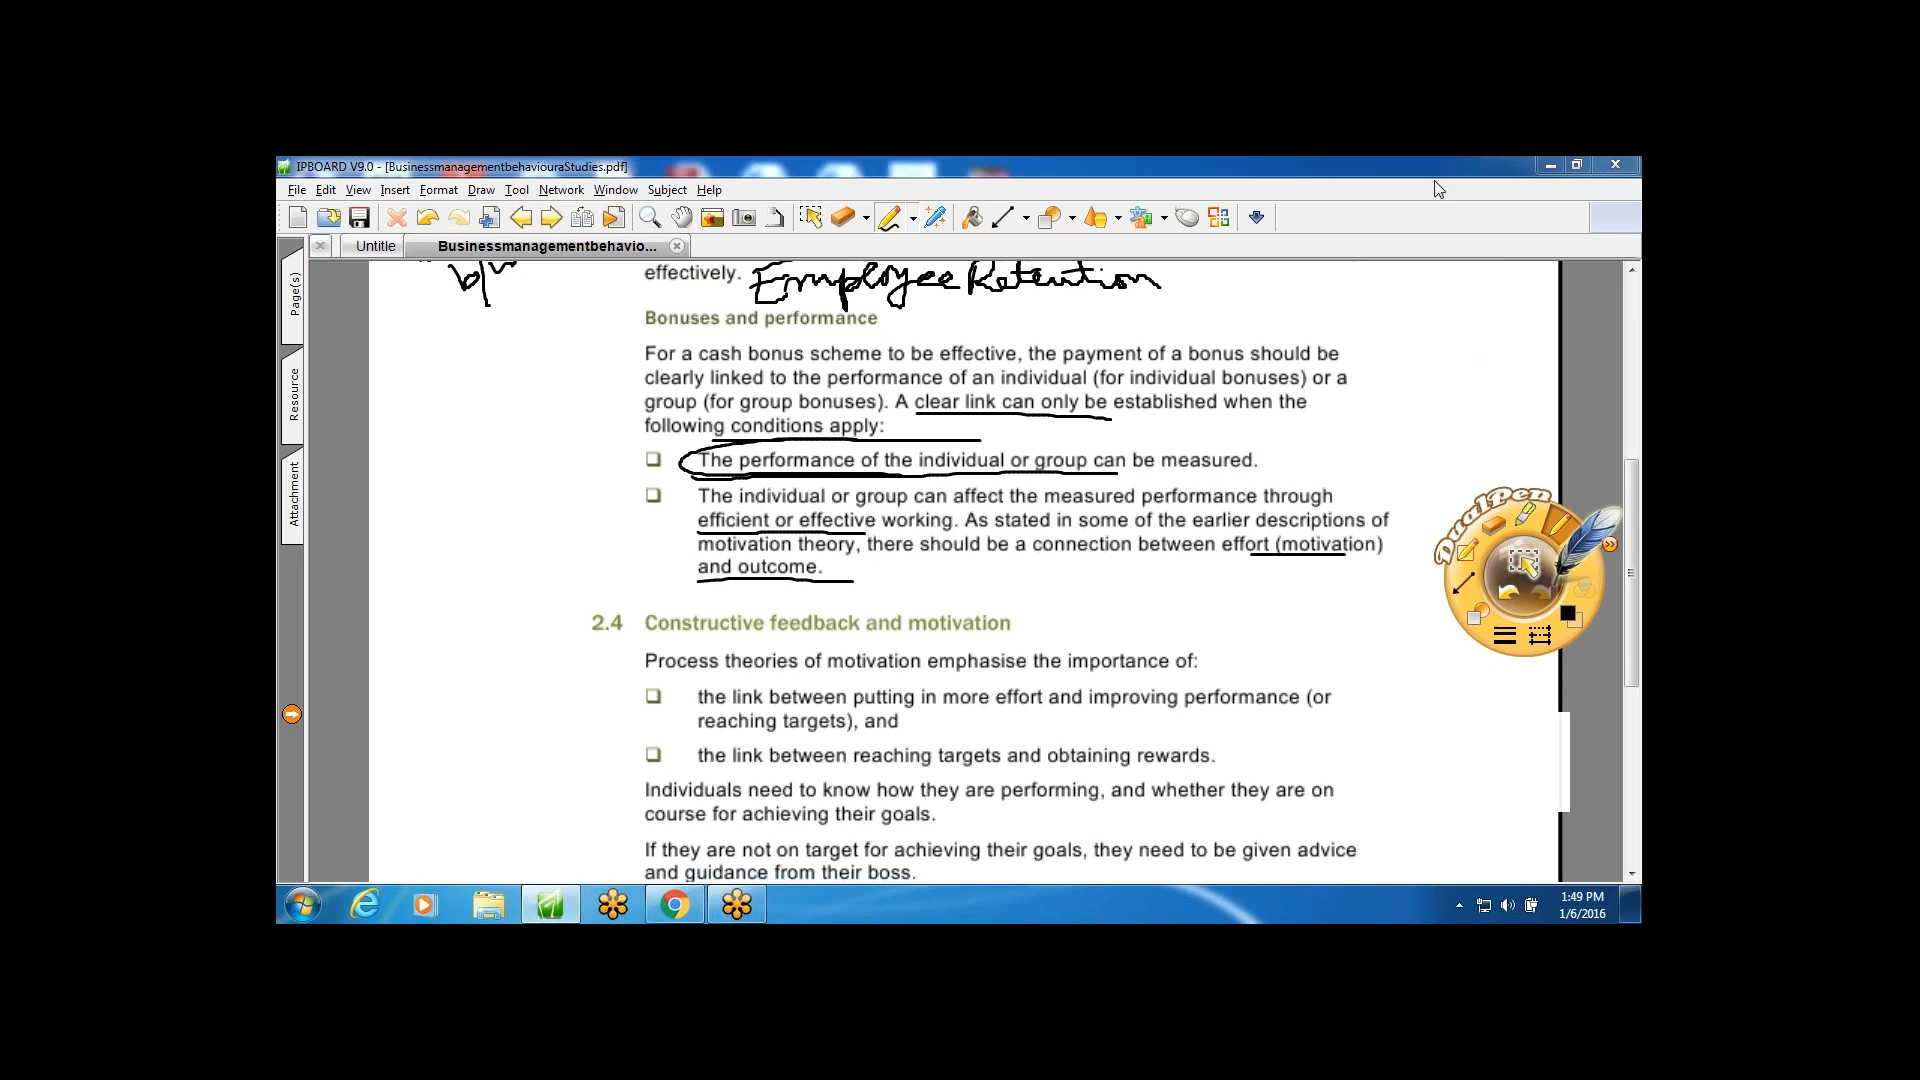 IPBOARD V9.0 - [BusinessmanagementbehaviouraStudies.pdf]
File Edit View Insert Format Draw Tool Network Window Subject Help
Untitle Businessmanagementbehavio...
Page(s)
Resource
Attachment
b/w
effectively. Employee Retention
Bonuses and performance
For a cash bonus scheme to be effective, the payment of a bonus should be
clearly linked to the performance of an individual (for individual bonuses) or a
group (for group bonuses). A clear link can only be established when the
following conditions apply:
The performance of the individual or group can be measured.
The individual or group can affect the measured performance through
efficient or effective working. As stated in some of the earlier descriptions of
motivation theory, there should be a connection between effort (motivation)
and outcome.
DualPen
2.4 Constructive feedback and motivation
Process theories of motivation emphasise the importance of:
the link between putting in more effort and improving performance (or
reaching targets), and
the link between reaching targets and obtaining rewards.
Individuals need to know how they are performing, and whether they are on
course for achieving their goals.
If they are not on target for achieving their goals, they need to be given advice
and guidance from their boss.
1:49 PM
1/6/2016